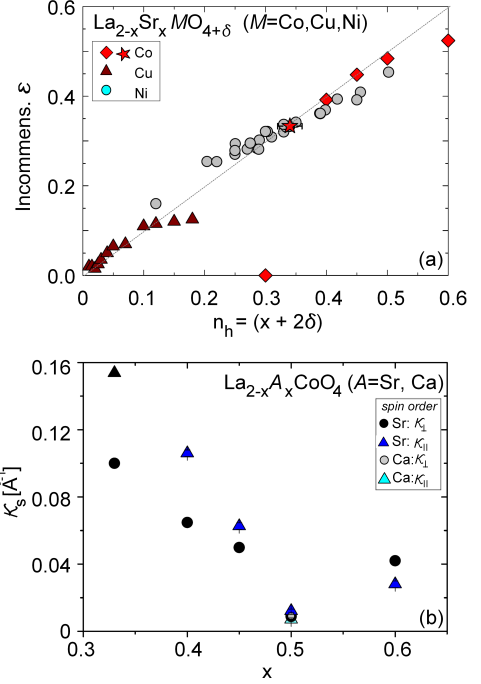 La2-xSrxMO4+δ (M=Co,Cu,Ni)
Co
Cu
Ni
Incommens. ε
0.6
0.4
0.2
0.0
(a)
0 0.1 0.2 0.3 0.4 0.5 0.6
nh = (x + 2δ)
La2-xAxCoO4 (A=Sr, Ca)
spin order
Sr: κ⊥
Sr: κ||
Ca:κ⊥
Ca:κ||
κs [Å-1]
0.16
0.12
0.08
0.04
0
(b)
0.3 0.4 0.5 0.6
x